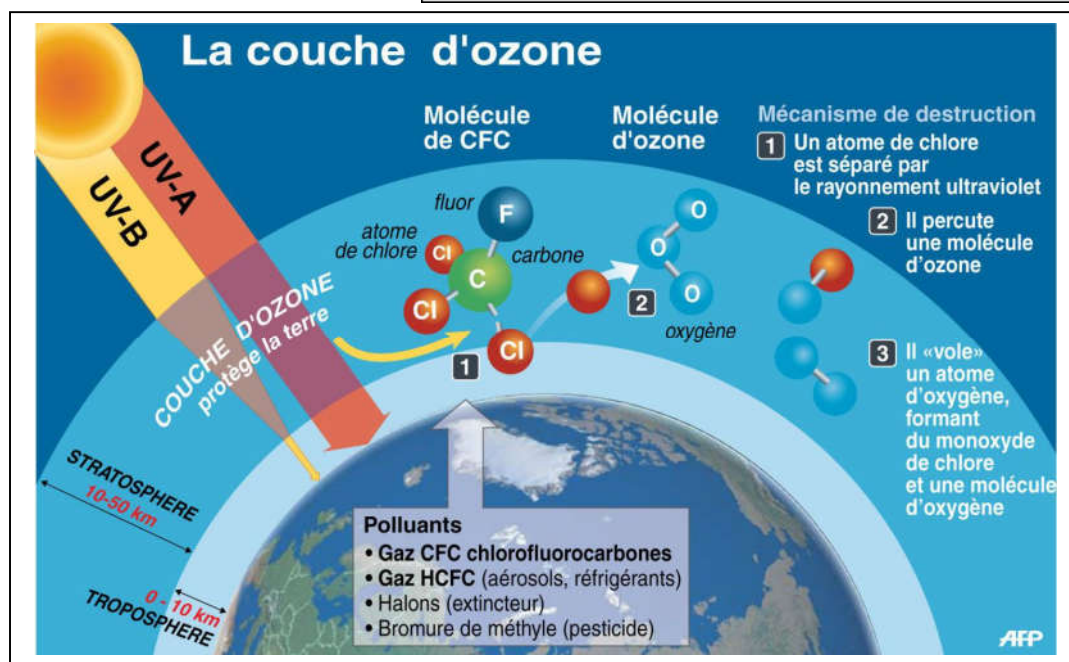 La couche d'ozone
UV-A
UV-B
COUCHE D'OZONE
protège la terre
STRATOSPHERE
10-50 km
0 - 10 km
TROPOSPHERE
Molécule
de CFC
fluor
F
atome
de chlore
Cl
C
carbone
Cl
Cl
1
Molécule
d'ozone
O
O
O
2
oxygène
Mécanisme de destruction
1 Un atome de chlore
est séparé par
le rayonnement ultraviolet
2 Il percute
une molécule
d'ozone
3 Il «vole»
un atome
d'oxygène,
formant
du monoxyde
de chlore
et une molécule
d'oxygène
Polluants
• Gaz CFC chlorofluorocarbones
• Gaz HCFC (aérosols, réfrigérants)
• Halons (extincteur)
• Bromure de méthyle (pesticide)
AFP